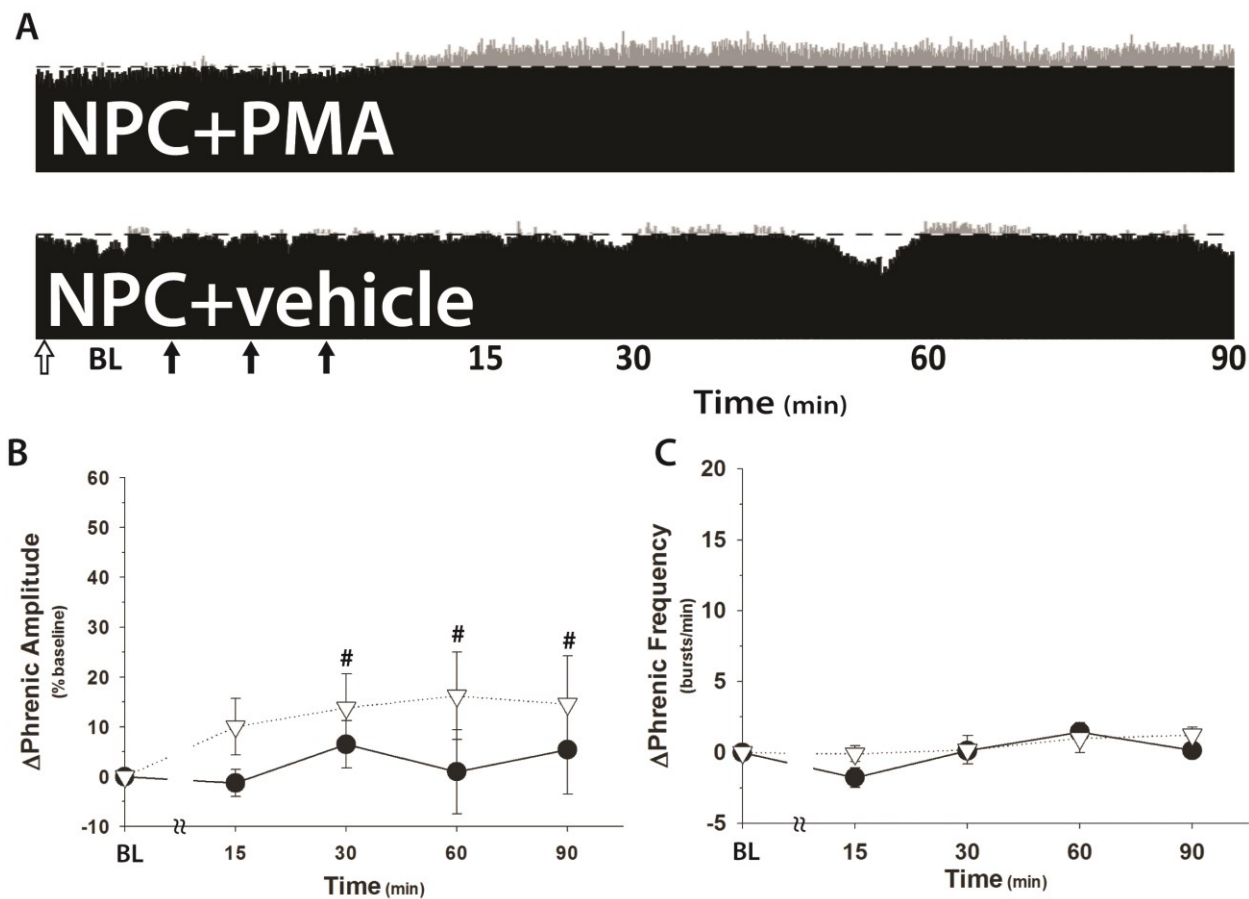 A
NPC+PMA
NPC+vehicle
BL 15 30 60 90
Time (min)
B
C
ΔPhrenic Amplitude
(%baseline)
60
50
40
30
20
10
0
-10
# # #
BL 15 30 60 90
Time (min)
ΔPhrenic Frequency
(bursts/min)
20
15
10
5
0
-5
BL 15 30 60 90
Time (min)